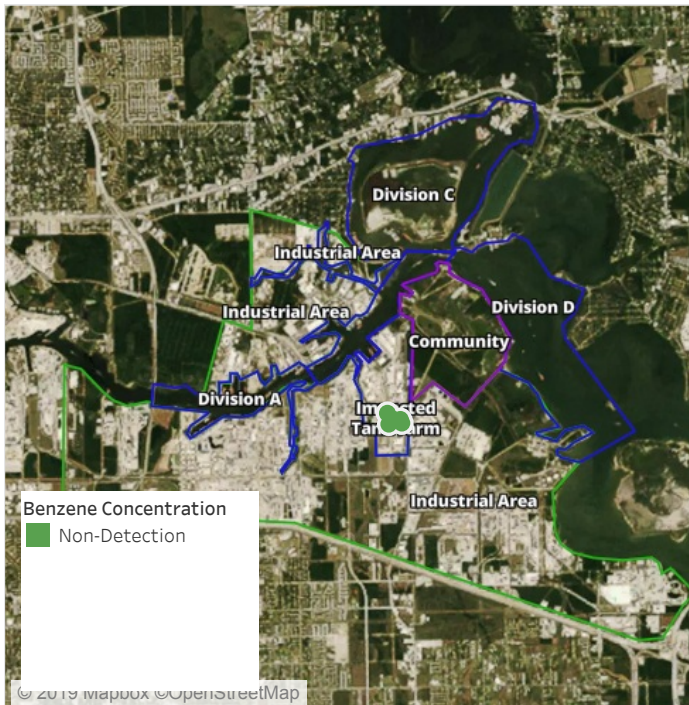 Division C
Industrial Area
Division D
Industrial Area
Community
Division A
Tank Farm
Industrial Area
Benzene Concentration
Non-Detection
© 2019 Mapbox ©OpenStreetMap